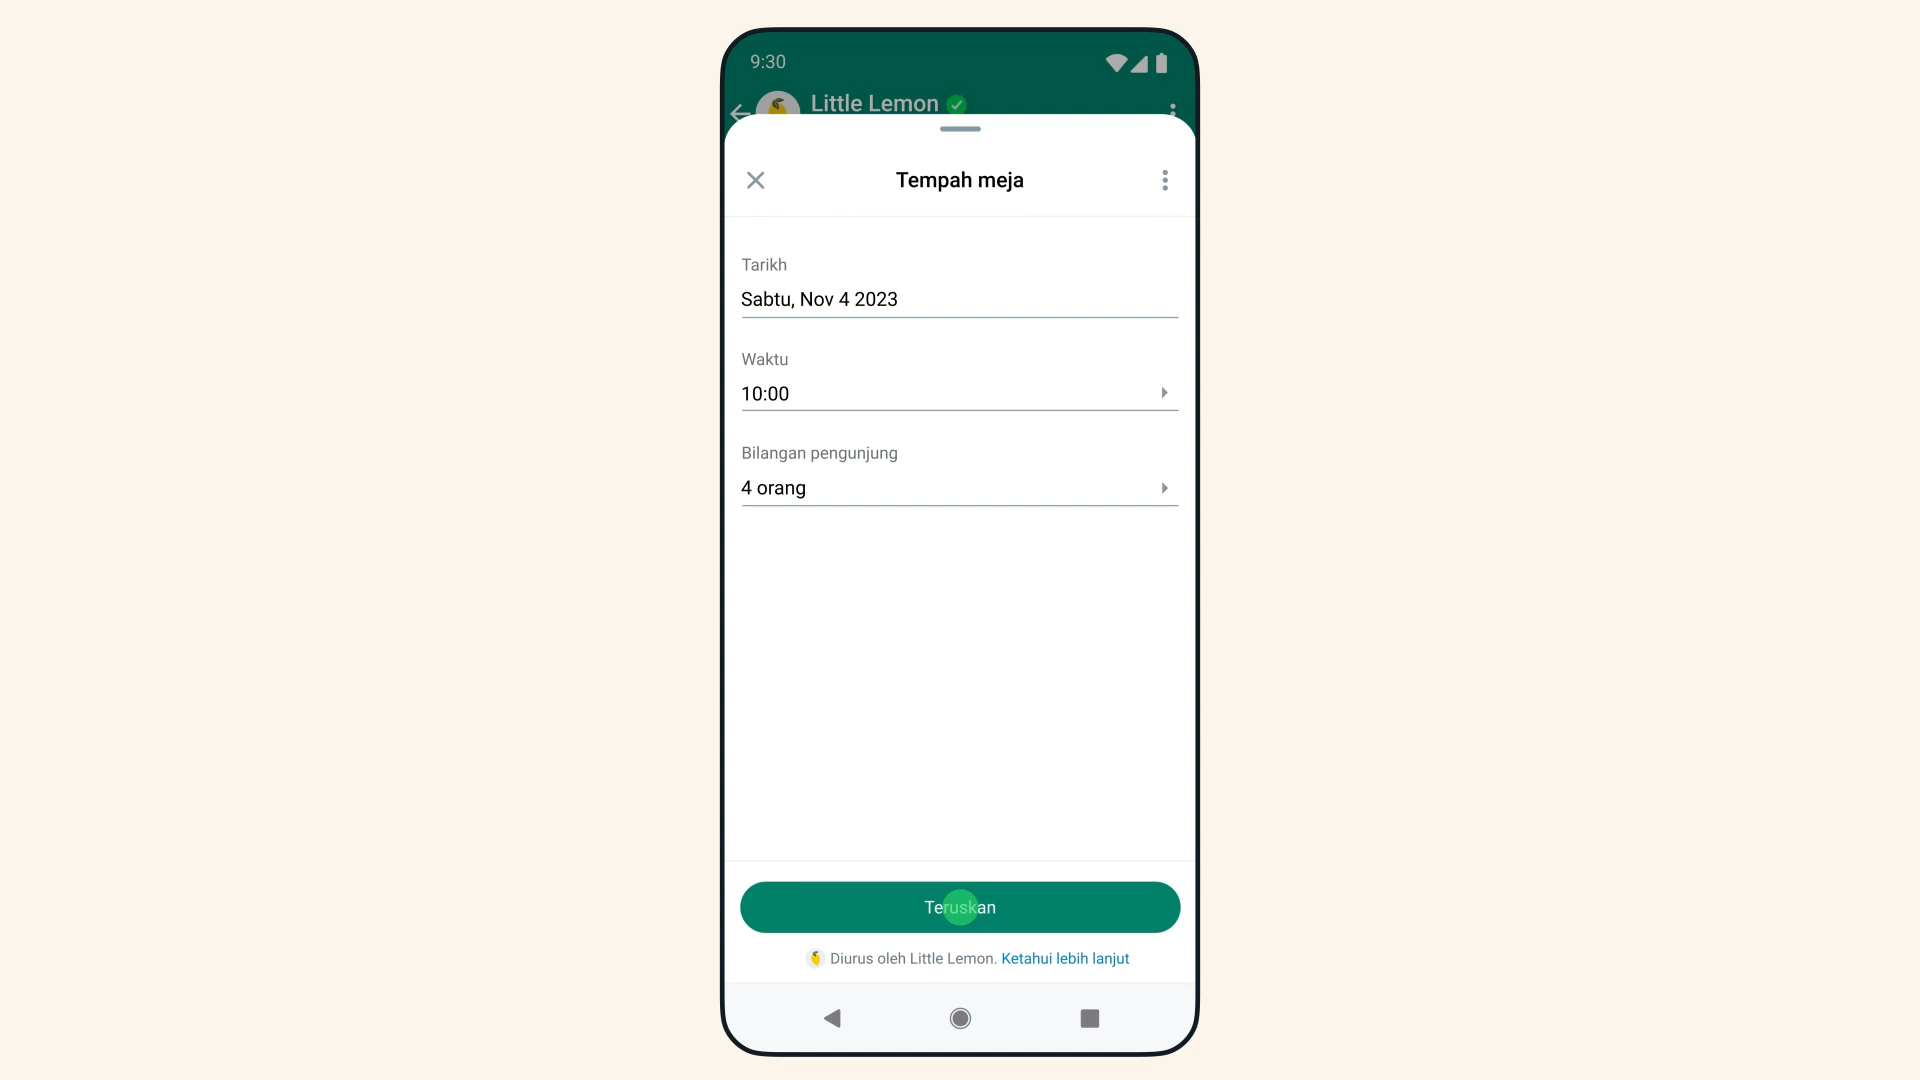 9:30
Little Lemon
Tempah meja
Tarikh
Sabtu, Nov 4 2023
Waktu
10:00
Bilangan pengunjung
4 orang
Teruskan
Diurus oleh Little Lemon. Ketahui lebih lanjut